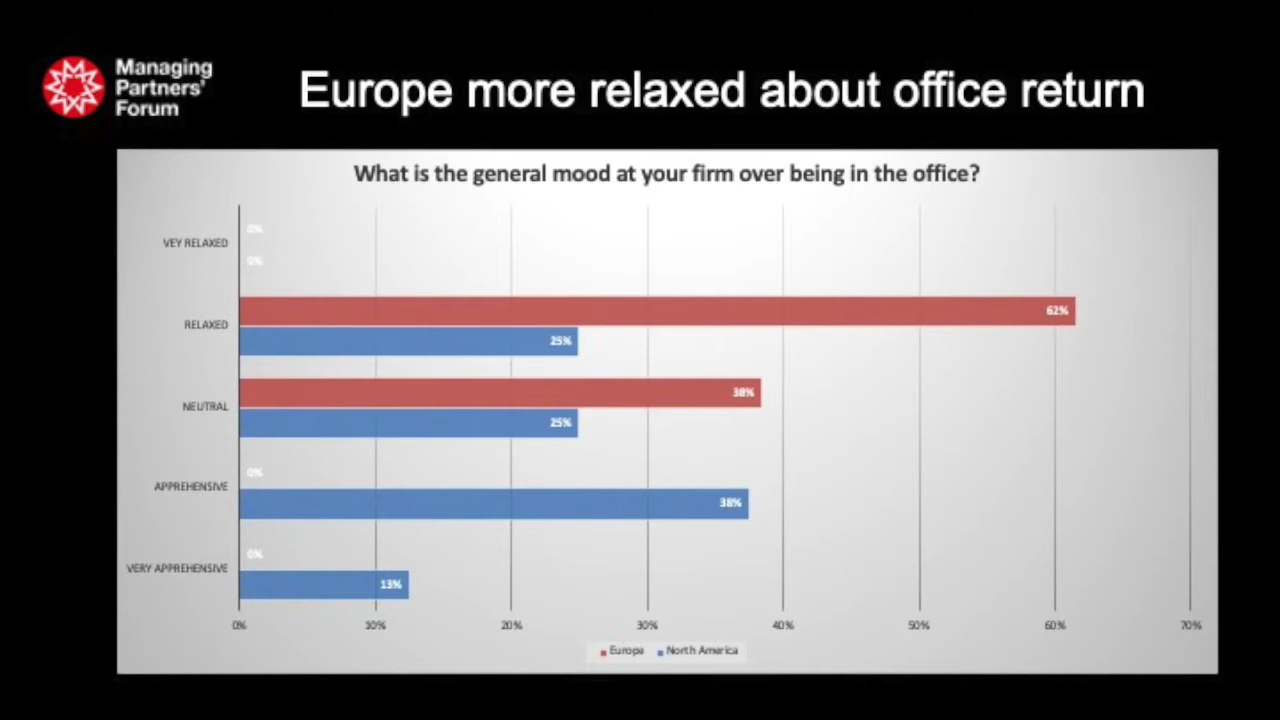 Managing
Partners'
Forum
Europe more relaxed about office return
What is the general mood at your firm over being in the office?
VEY RELAXED
0%
0%
RELAXED
62%
25%
NEUTRAL
38%
25%
APPREHENSIVE
0%
38%
VERY APPREHENSIVE
0%
13%
0% 10% 20% 30% 40% 50% 60% 70%
Europe North America